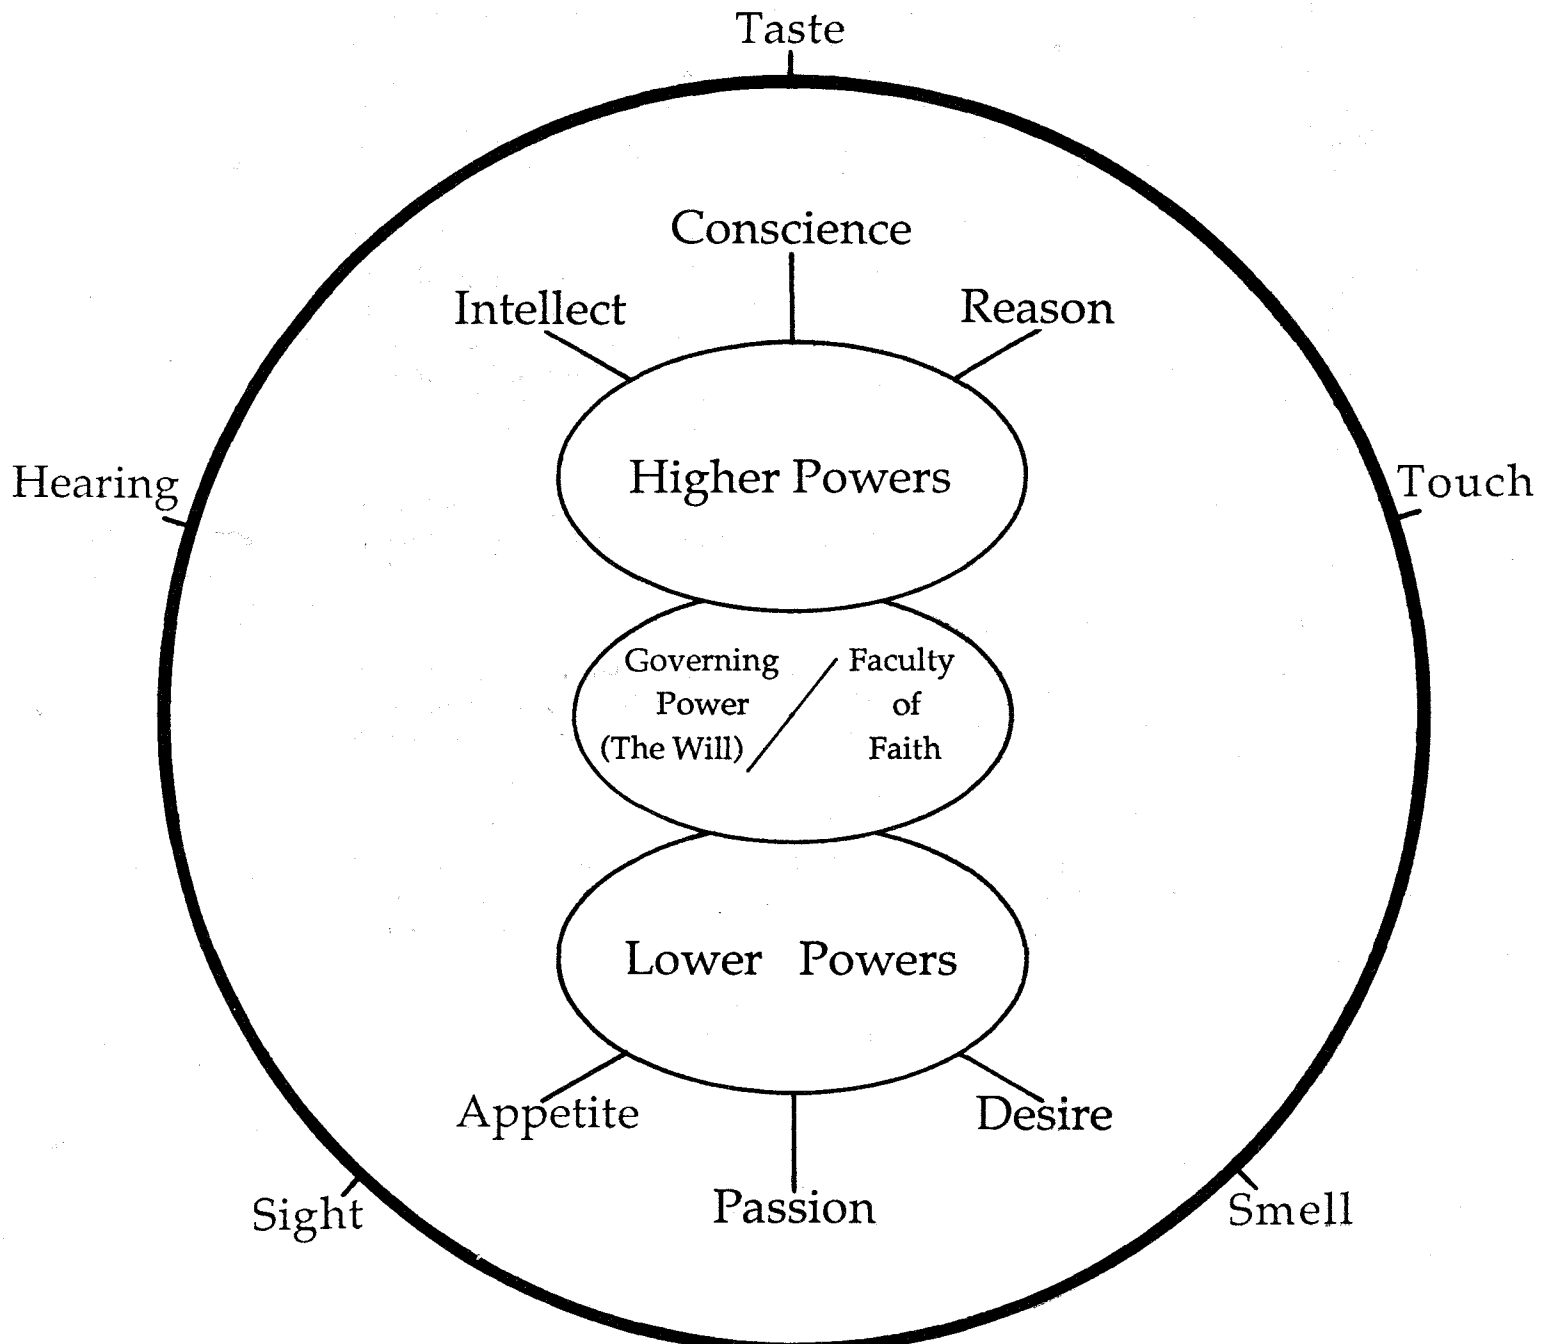 Taste
Conscience
Intellect
Reason
Hearing
Higher Powers
Touch
Governing
Power
(The Will)
Faculty
of
Faith
Lower Powers
Appetite
Desire
Passion
Sight
Smell